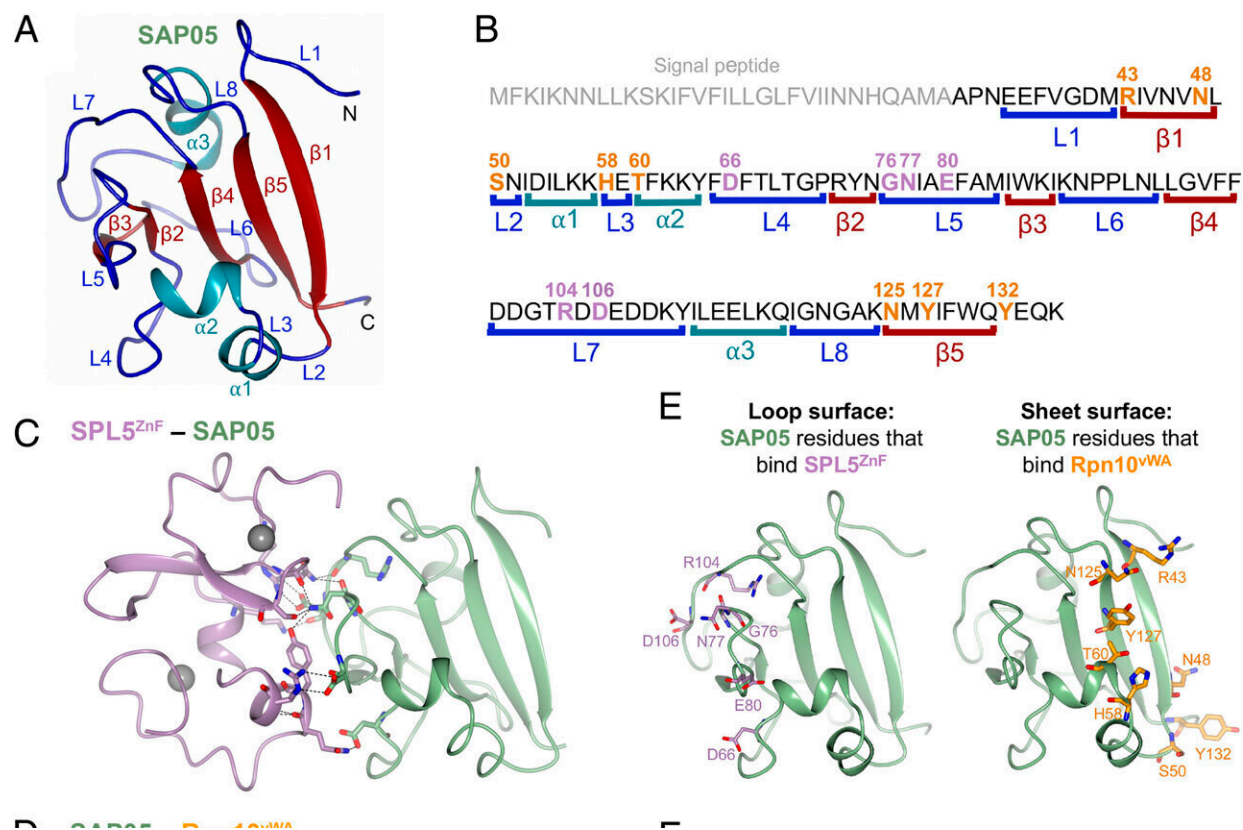 A
SAP05
L1
L8
L7
N
α3
β1
β4
β5
β3
β2
L6
L5
α2
L3
C
L4
L2
α1
B
Signal peptide
43 48
MFKIKNNLLKSKIFVFILLGLFVIINNHQAMAAPNEEFVGDMRIVNVNL
L1 β1
50 58 60 66 76 77 80
SNIDILKKHETFKKYFDFTLTGPRYNGNIAEFAMIWKIKNPPLNLLGVFF
L2 α1 L3 α2 L4 β2 L5 β3 L6 β4
104 106 125 127 132
DDGTRDDEDDKYILEELKQIGNGAKNMYIFWQYEQK
L7 α3 L8 β5
C SPL5ZnF – SAP05
E
Loop surface:
SAP05 residues that
bind SPL5ZnF
Sheet surface:
SAP05 residues that
bind Rpn10vWA
R104
D106
N77
G76
E80
D66
N125
R43
Y127
T60
N48
H58
Y132
S50